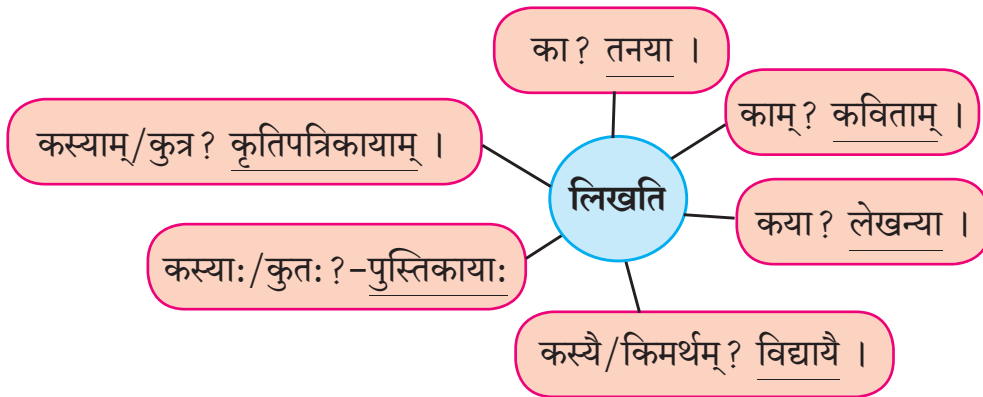 का? तनया ।
काम्? कविताम् ।
कस्याम्/कुत्र? कृतिपत्रिकायाम् ।
लिखति
कया? लेखन्या ।
कस्या:/कुत: ?-पुस्तिकाया:
कस्यै/किमर्थम्? विद्यायै ।